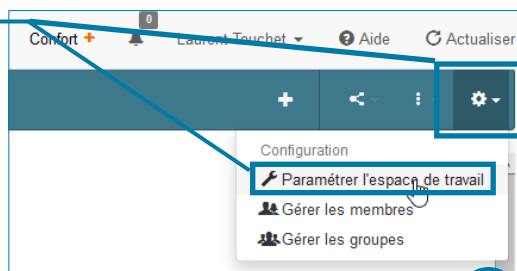 0
Confort + Laurent Touchet Aide Actualiser
Configuration
Paramétrer l'espace de travail
Gérer les membres
Gérer les groupes